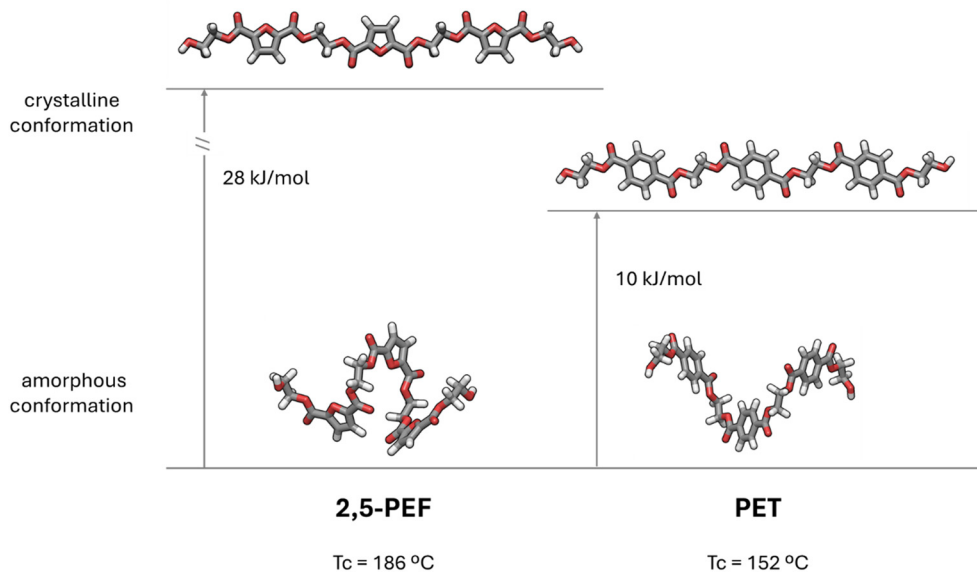 crystalline
conformation
28 kJ/mol
10 kJ/mol
amorphous
conformation
2,5-PEF
PET
Tc = 186 ºC
Tc = 152 ºC